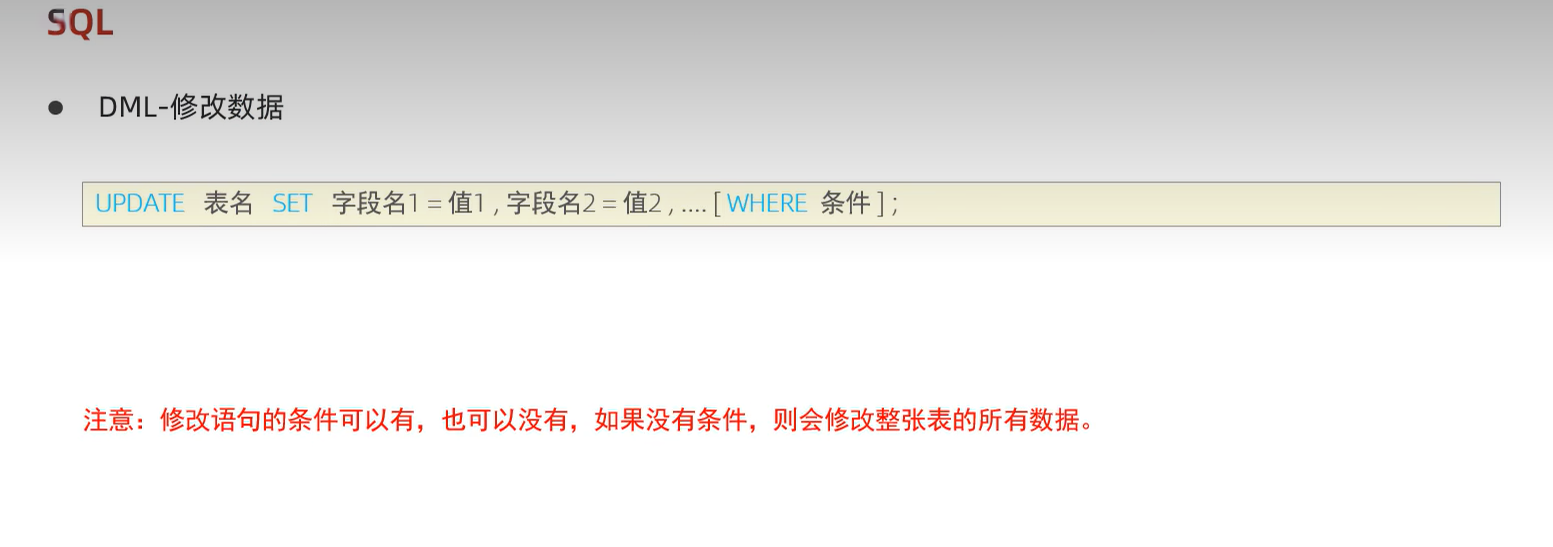 SQL
DML-修改数据
UPDATE 表名 SET 字段名1 = 值1 , 字段名2 = 值2 , .... [ WHERE 条件 ] ;
注意：修改语句的条件可以有，也可以没有，如果没有条件，则会修改整张表的所有数据。